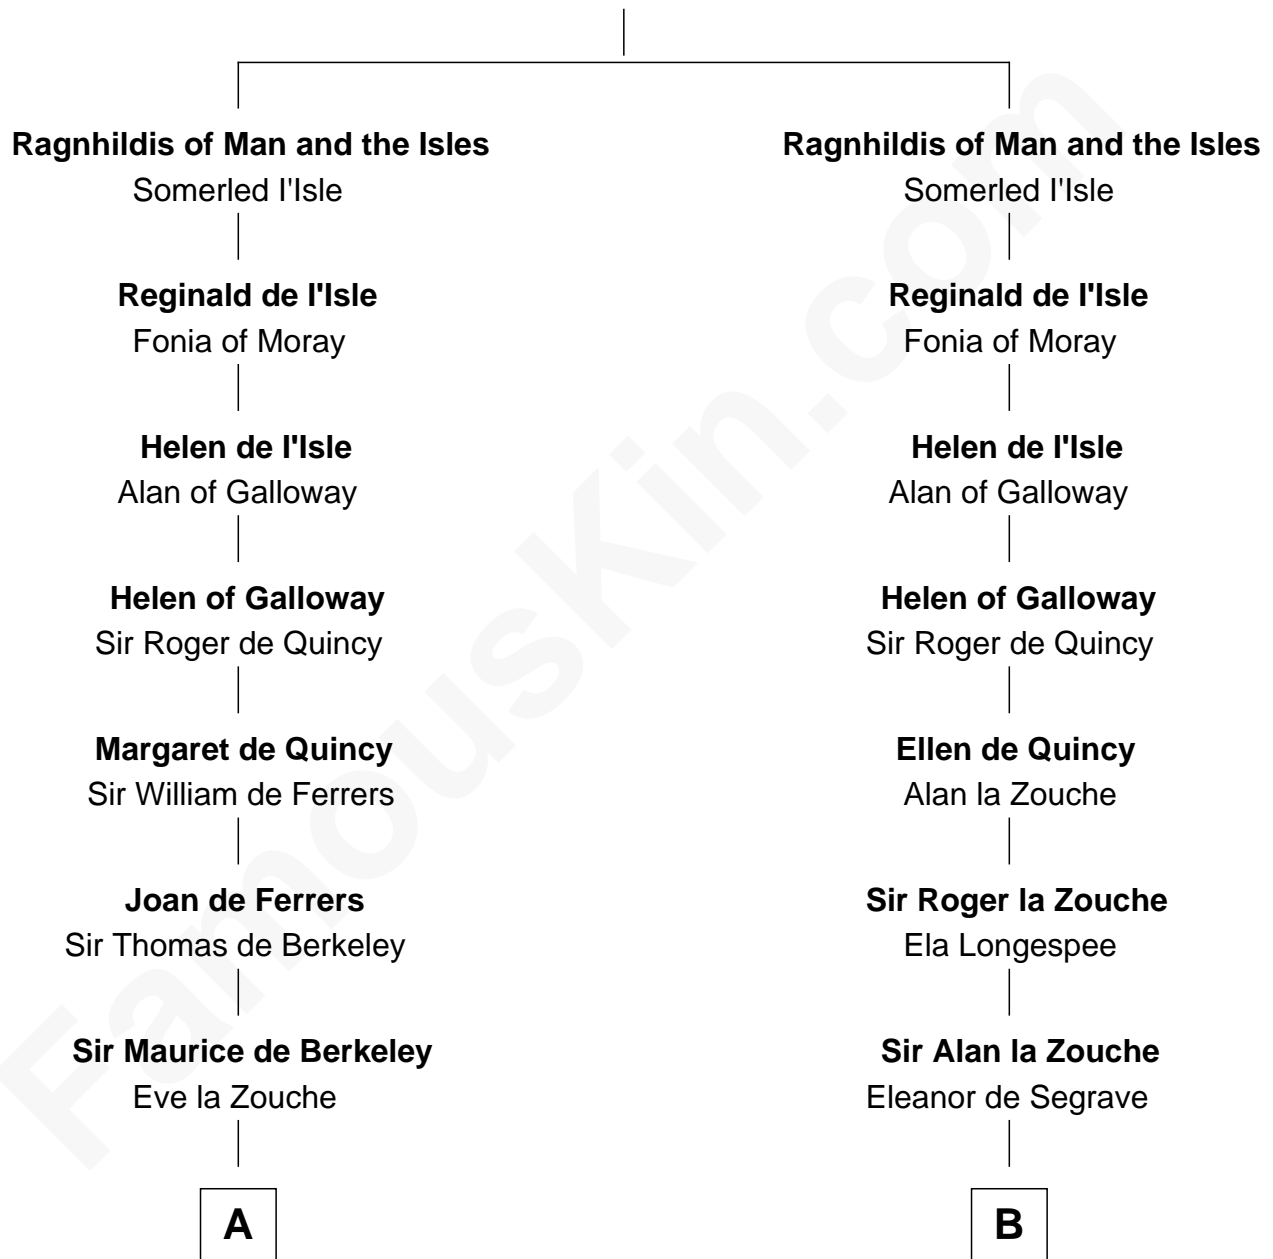 Ragnhildis of Man and the Isles
Somerled I'Isle
Reginald de I'Isle
Fonia of Moray
Helen de I'Isle
Alan of Galloway
Helen of Galloway
Sir Roger de Quincy
Margaret de Quincy
Sir William de Ferrers
Joan de Ferrers
Sir Thomas de Berkeley
Sir Maurice de Berkeley
Eve la Zouche
A
Ragnhildis of Man and the Isles
Somerled I'Isle
Reginald de I'Isle
Fonia of Moray
Helen de I'Isle
Alan of Galloway
Helen of Galloway
Sir Roger de Quincy
Ellen de Quincy
Alan la Zouche
Sir Roger la Zouche
Ela Longespee
Sir Alan la Zouche
Eleanor de Segrave
B
FamousKin.com